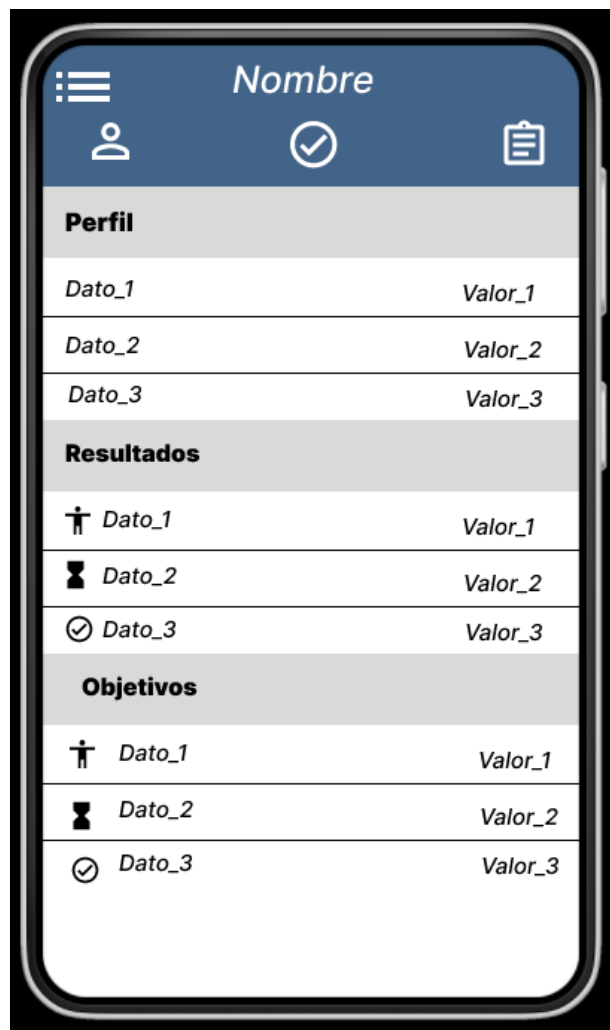 Nombre
Perfil
Dato_1 Valor_1
Dato_2 Valor_2
Dato_3 Valor_3
Resultados
Dato_1 Valor_1
Dato_2 Valor_2
Dato_3 Valor_3
Objetivos
Dato_1 Valor_1
Dato_2 Valor_2
Dato_3 Valor_3